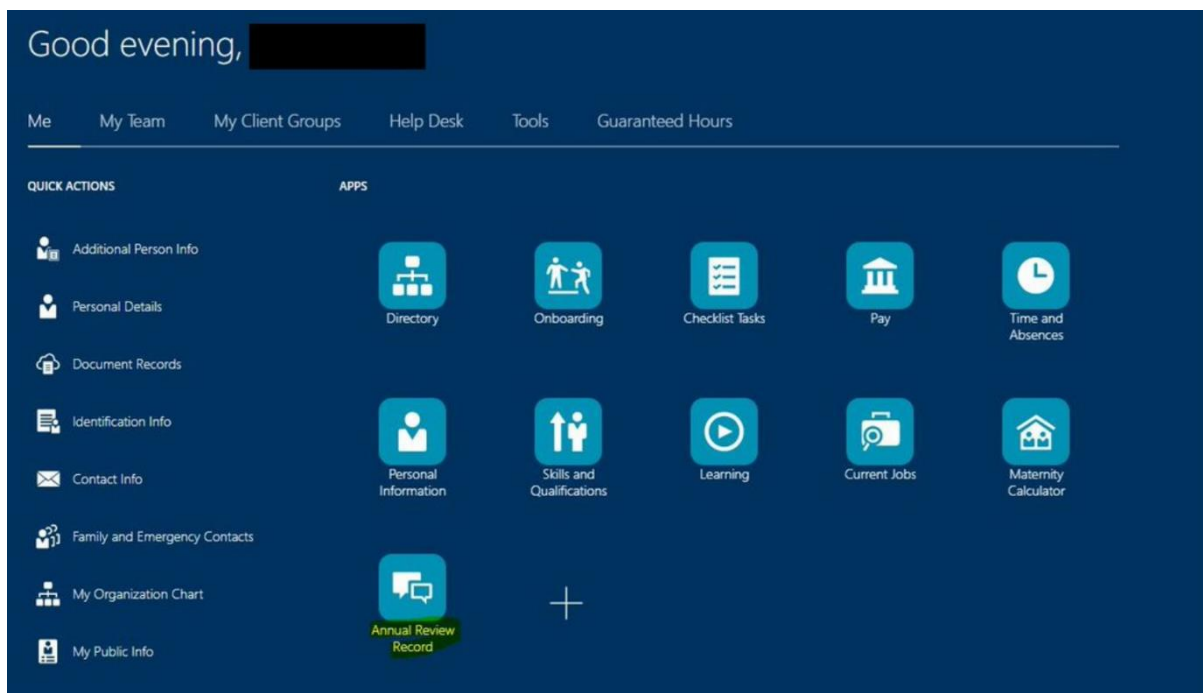 Good evening,
Me My Team My Client Groups Help Desk Tools Guaranteed Hours
QUICK ACTIONS
APPS
Additional Person Info
Personal Details
Document Records
Identification Info
Contact Info
Family and Emergency Contacts
My Organization Chart
My Public Info
Directory
Onboarding
Checklist Tasks
Pay
Time and
Absences
Personal
Information
Skills and
Qualifications
Learning
Current Jobs
Maternity
Calculator
Annual Review
Record